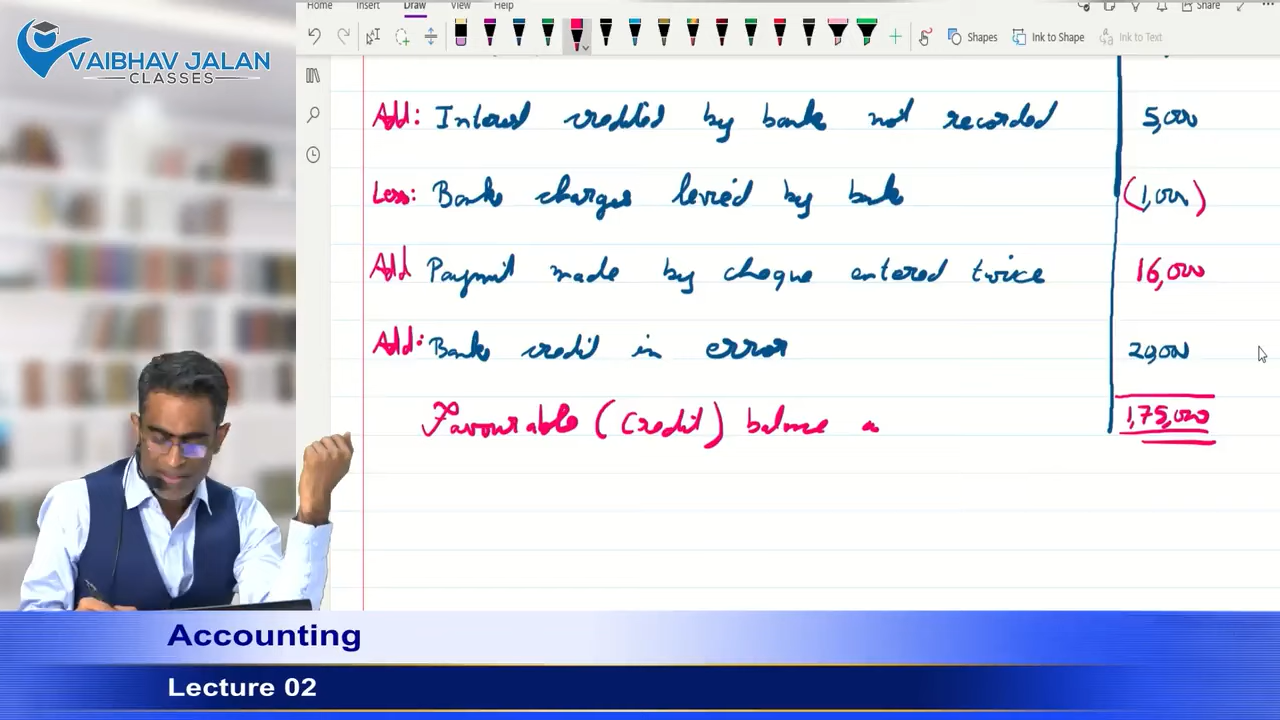 Home Insert Draw View Help Share
VAIBHAV JALAN
CLASSES
Shapes Ink to Shape Ink to Text
Add: Interest credited by bank not recorded 5,000
Less: Bank charges levied by bank (1,000)
Add Payment made by cheque entered twice 16,000
Add: Bank credit in error 20,000
Favourable (Credit) balance a 1,75,000
Accounting
Lecture 02